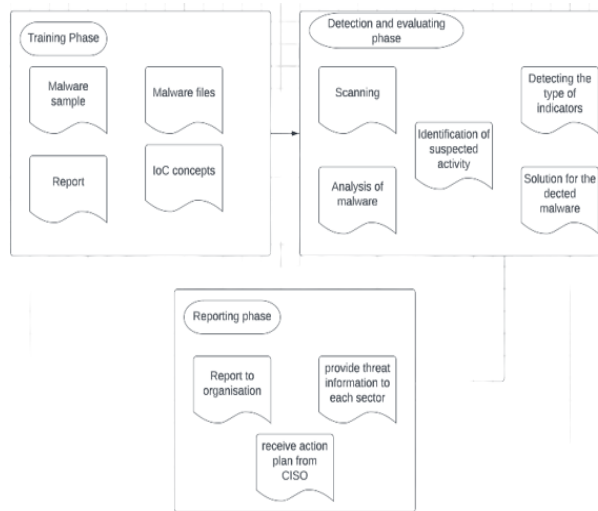 Training Phase
Malware
sample
Malware files
Report
IoC concepts
Detection and evaluating
phase
Scanning
Detecting the
type of
indicators
Identification of
suspected
activity
Analysis of
malware
Solution for the
dected
malware
Reporting phase
Report to
organisation
provide threat
information to
each sector
receive action
plan from
CISO